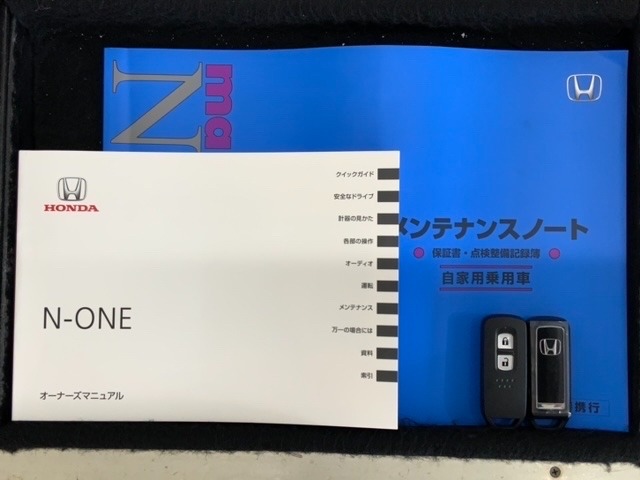 HONDA
N-ONE
オーナーズマニュアル
クイックガイド
安全なドライブ
計器の見かた
各部の操作
オーディオ
運転
メンテナンス
万一の場合には
資料
索引
N
ma
メンテナンスノート
保証書・点検整備記録簿
自家用乗用車
携行